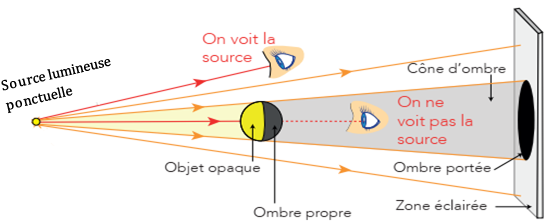 Source lumineuse
ponctuelle
On voit la
source
Cône d'ombre
On ne
voit pas la
source
Objet opaque
Ombre portée
Ombre propre
Zone éclairée